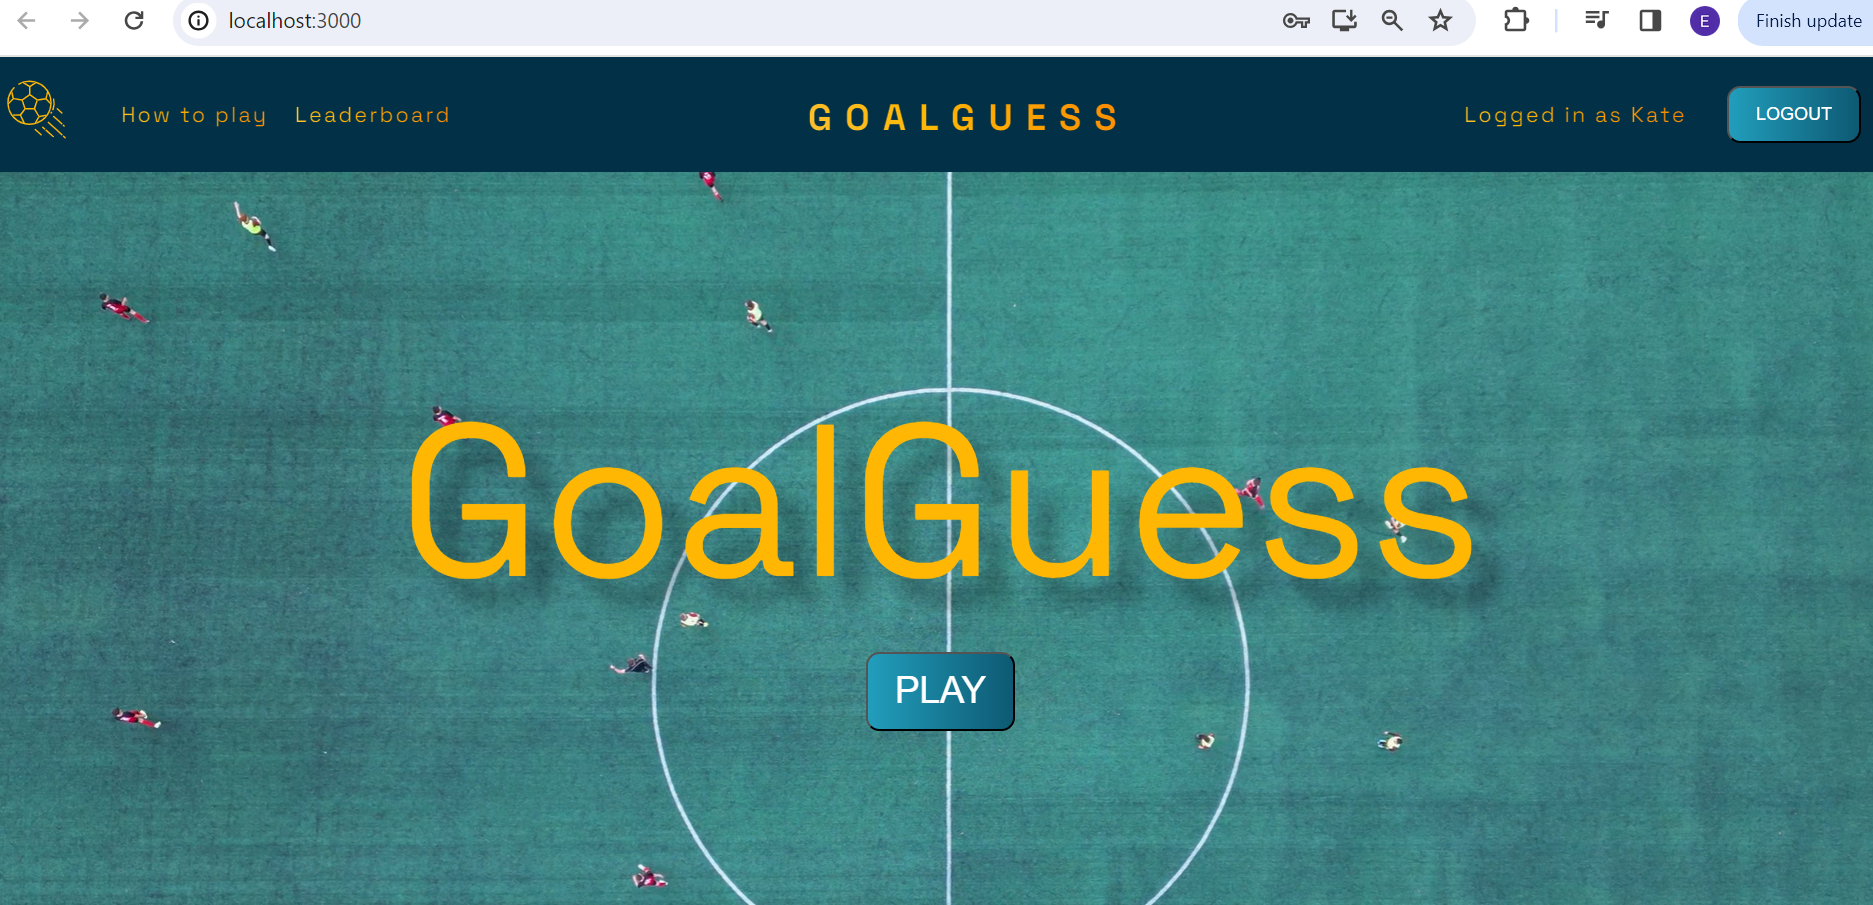 localhost:3000
E
Finish update
How to play
Leaderboard
GOALGUESS
Logged in as Kate
LOGOUT
GoalGuess
PLAY